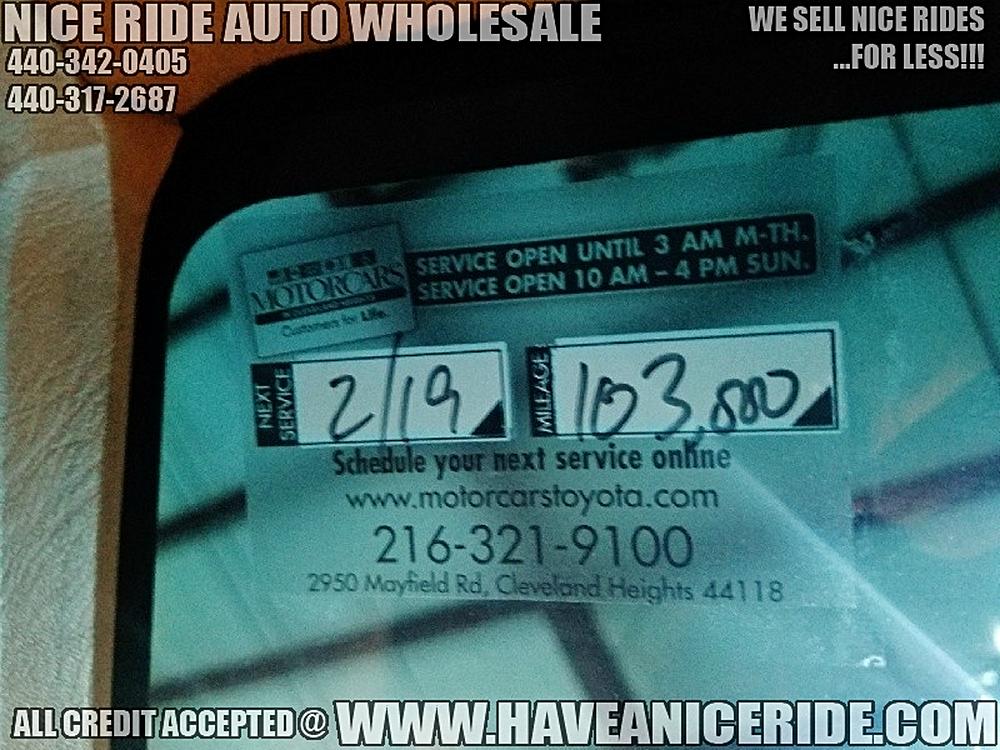 NICE RIDE AUTO WHOLESALE
440-342-0405
440-317-2687
WE SELL NICE RIDES
...FOR LESS!!!
MOTORCARS
Customers for Life.
SERVICE OPEN UNTIL 3 AM M-TH.
SERVICE OPEN 10 AM – 4 PM SUN.
NEXT SERVICE
2/19
MILEAGE
103,000
Schedule your next service online
www.motorcarstoyota.com
216-321-9100
2950 Mayfield Rd, Cleveland Heights 44118
ALL CREDIT ACCEPTED @ WWW.HAVEANICERIDE.COM